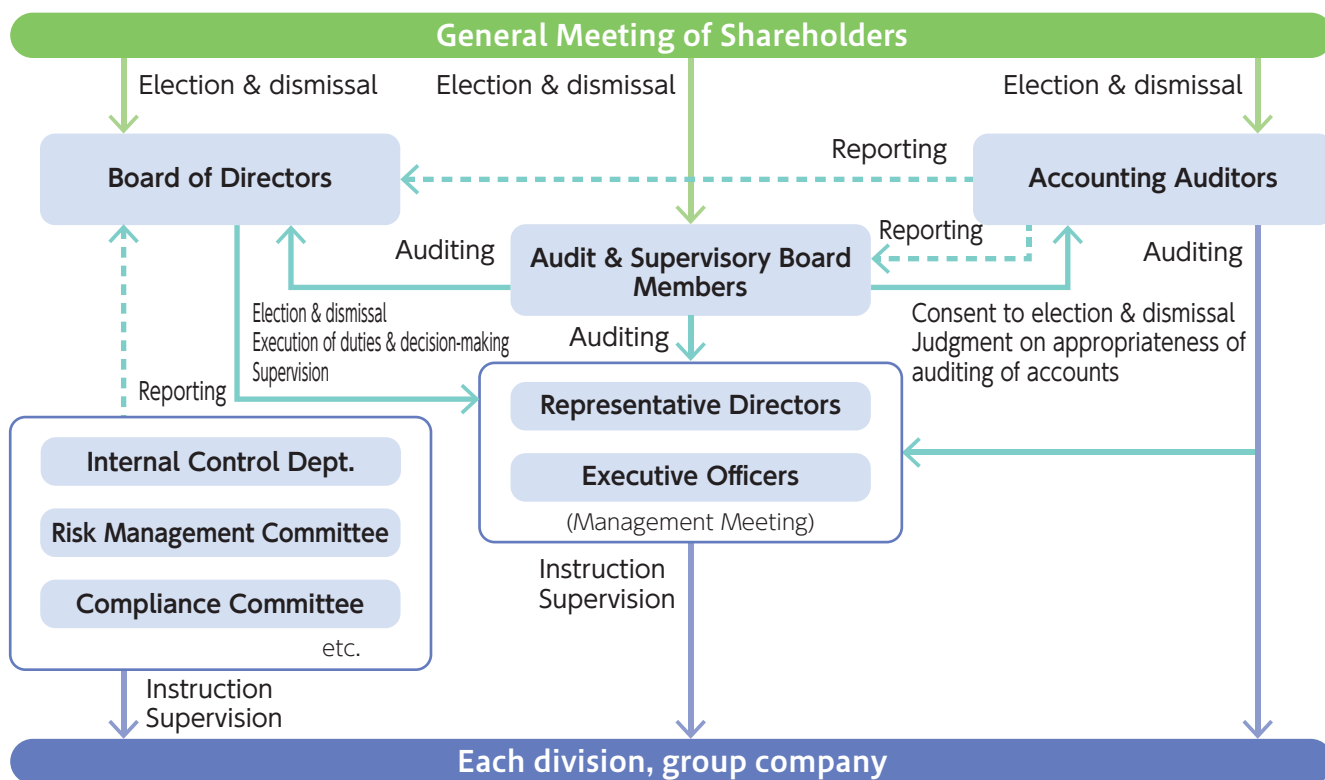 General Meeting of Shareholders
Election & dismissal
Election & dismissal
Election & dismissal
Board of Directors
Reporting
Accounting Auditors
Auditing
Audit & Supervisory Board
Members
Reporting
Auditing
Election & dismissal
Execution of duties & decision-making
Supervision
Auditing
Consent to election & dismissal
Judgment on appropriateness of
auditing of accounts
Reporting
Representative Directors
Executive Officers
(Management Meeting)
Internal Control Dept.
Risk Management Committee
Compliance Committee
etc.
Instruction
Supervision
Instruction
Supervision
Each division, group company